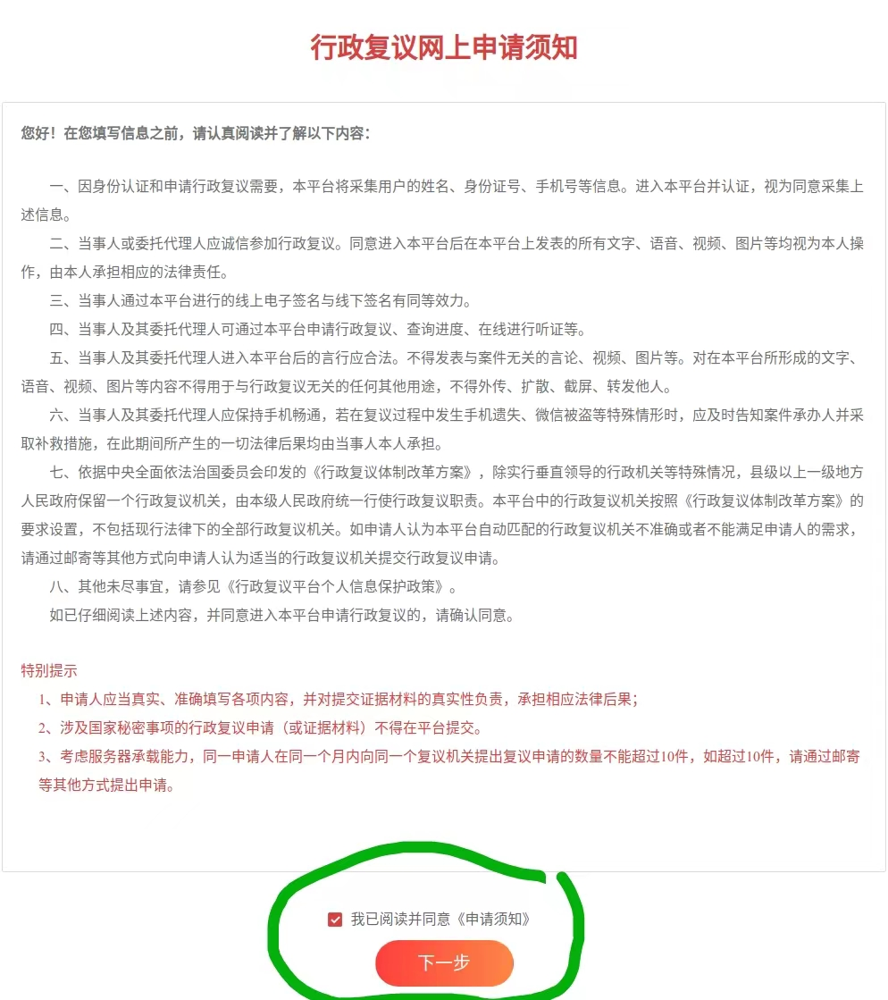 行政复议网上申请须知
您好！在您填写信息之前，请认真阅读并了解以下内容：
一、因身份认证和申请行政复议需要，本平台将采集用户的姓名、身份证号、手机号等信息。进入本平台并认证，视为同意采集上
述信息。
二、当事人或委托代理人应诚信参加行政复议。同意进入本平台后在本平台上发表的所有文字、语音、视频、图片等均视为本人操
作，由本人承担相应的法律责任。
三、当事人通过本平台进行的线上电子签名与线下签名有同等效力。
四、当事人及其委托代理人可通过本平台申请行政复议、查询进度、在线进行听证等。
五、当事人及其委托代理人进入本平台后的言行应合法。不得发表与案件无关的言论、视频、图片等。对在本平台所形成的文字、
语音、视频、图片等内容不得用于与行政复议无关的任何其他用途，不得外传、扩散、截屏、转发他人。
六、当事人及其委托代理人应保持手机畅通，若在复议过程中发生手机遗失、微信被盗等特殊情形时，应及时告知案件承办人并采
取补救措施，在此期间所产生的一切法律后果均由当事人本人承担。
七、依据中央全面依法治国委员会印发的《行政复议体制改革方案》，除实行垂直领导的行政机关等特殊情况，县级以上一级地方
人民政府保留一个行政复议机关，由本级人民政府统一行使行政复议职责。本平台中的行政复议机关按照《行政复议体制改革方案》的
要求设置，不包括现行法律下的全部行政复议机关。如申请人认为本平台自动匹配的行政复议机关不准确或者不能满足申请人的需求，
请通过邮寄等其他方式向申请人认为适当的行政复议机关提交行政复议申请。
八、其他未尽事宜，请参见《行政复议平台个人信息保护政策》。
如已仔细阅读上述内容，并同意进入本平台申请行政复议的，请确认同意。
特别提示
1、申请人应当真实、准确填写各项内容，并对提交证据材料的真实性负责，承担相应法律后果；
2、涉及国家秘密事项的行政复议申请（或证据材料）不得在平台提交。
3、考虑服务器承载能力，同一申请人在同一个月内向同一个复议机关提出复议申请的数量不能超过10件，如超过10件，请通过邮寄
等其他方式提出申请。
我已阅读并同意《申请须知》
下一步